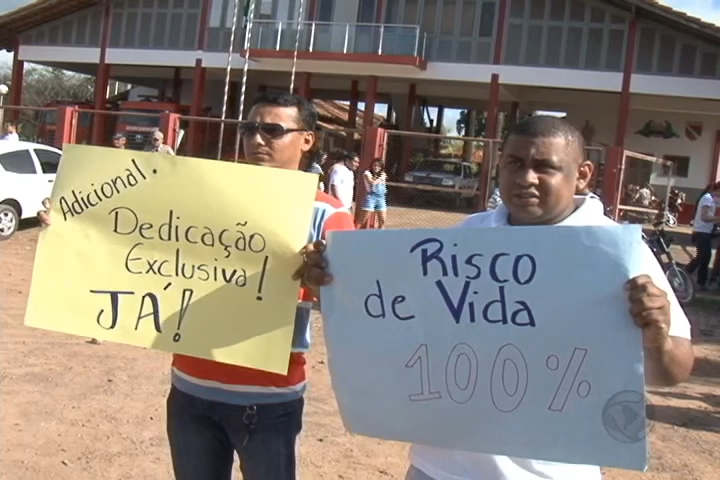 Adicional.
Dedicação
Exclusiva!
JÁ!
Risco
de Vida
100%